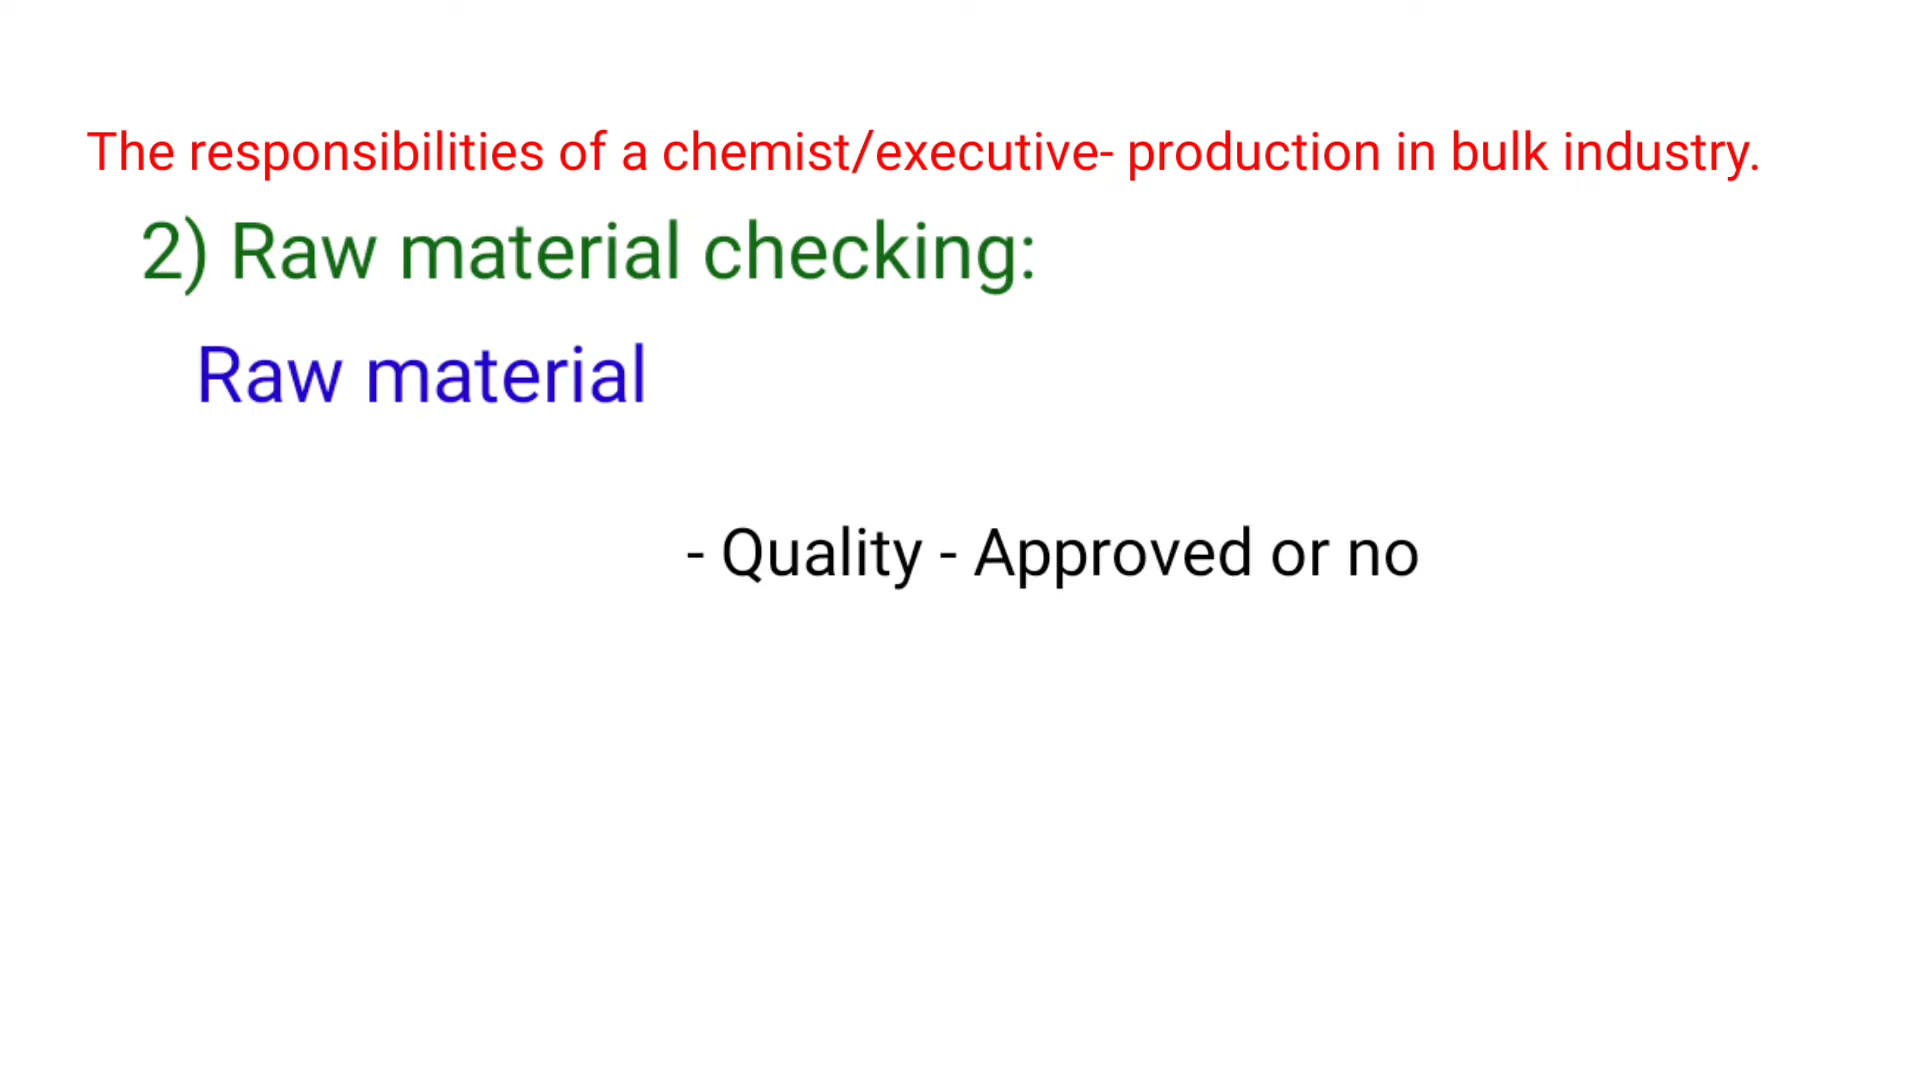 The responsibilities of a chemist/executive- production in bulk industry.
2) Raw material checking:
Raw material
- Quality - Approved or no